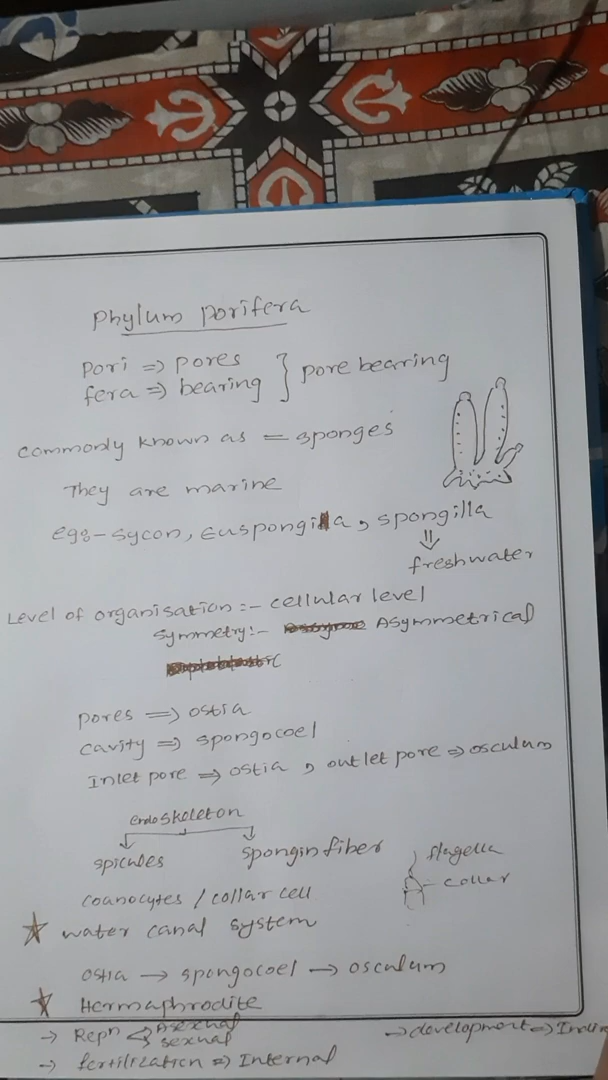 Phylum Porifera
Pori => pores
fera => bearing } pore bearing
commonly known as = sponges
They are marine
eg:- sycon, Euspongia, spongilla
⇓
freshwater
Level of organisation :- cellular level
Symmetry:- Asymmetrical
pores => ostia
cavity => spongocoel
Inlet pore => ostia, outlet pore => osculum
endoskeleton
spicules spongin fiber
flagella
collar
coanocytes / collar cell
☆ water canal system
ostia → spongocoel → osculum
☆ Hermaphrodite
→ Repn Asexual
sexual
→ development =>
→ fertilization => Internal